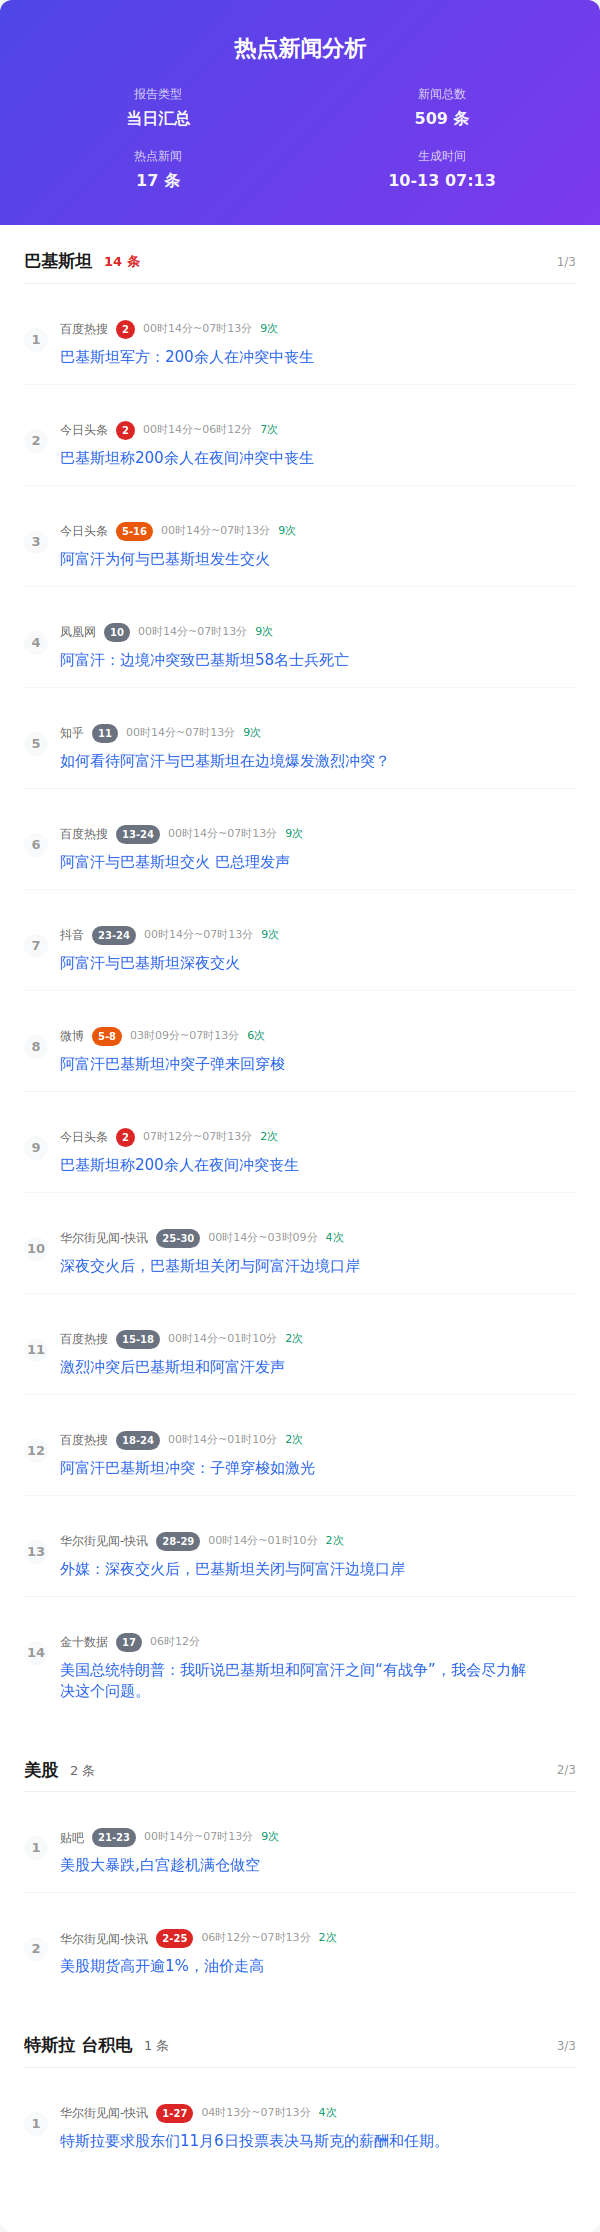 热点新闻分析
报告类型
新闻总数
当日汇总
509 条
热点新闻
生成时间
17 条
10-13 07:13
巴基斯坦 14 条 1/3
1 百度热搜 2 00时14分~07时13分 9次
巴基斯坦军方：200余人在冲突中丧生
2 今日头条 2 00时14分~06时12分 7次
巴基斯坦称200余人在夜间冲突中丧生
3 今日头条 5-16 00时14分~07时13分 9次
阿富汗为何与巴基斯坦发生交火
4 凤凰网 10 00时14分~07时13分 9次
阿富汗：边境冲突致巴基斯坦58名士兵死亡
5 知乎 11 00时14分~07时13分 9次
如何看待阿富汗与巴基斯坦在边境爆发激烈冲突？
6 百度热搜 13-24 00时14分~07时13分 9次
阿富汗与巴基斯坦交火 巴总理发声
7 抖音 23-24 00时14分~07时13分 9次
阿富汗与巴基斯坦深夜交火
8 微博 5-8 03时09分~07时13分 6次
阿富汗巴基斯坦冲突子弹来回穿梭
9 今日头条 2 07时12分~07时13分 2次
巴基斯坦称200余人在夜间冲突丧生
10 华尔街见闻-快讯 25-30 00时14分~03时09分 4次
深夜交火后，巴基斯坦关闭与阿富汗边境口岸
11 百度热搜 15-18 00时14分~01时10分 2次
激烈冲突后巴基斯坦和阿富汗发声
12 百度热搜 18-24 00时14分~01时10分 2次
阿富汗巴基斯坦冲突：子弹穿梭如激光
13 华尔街见闻-快讯 28-29 00时14分~01时10分 2次
外媒：深夜交火后，巴基斯坦关闭与阿富汗边境口岸
14 金十数据 17 06时12分
美国总统特朗普：我听说巴基斯坦和阿富汗之间“有战争”，我会尽力解
决这个问题。
美股 2 条 2/3
1 贴吧 21-23 00时14分~07时13分 9次
美股大暴跌,白宫趁机满仓做空
2 华尔街见闻-快讯 2-25 06时12分~07时13分 2次
美股期货高开逾1%，油价走高
特斯拉 台积电 1 条 3/3
1 华尔街见闻-快讯 1-27 04时13分~07时13分 4次
特斯拉要求股东们11月6日投票表决马斯克的薪酬和任期。